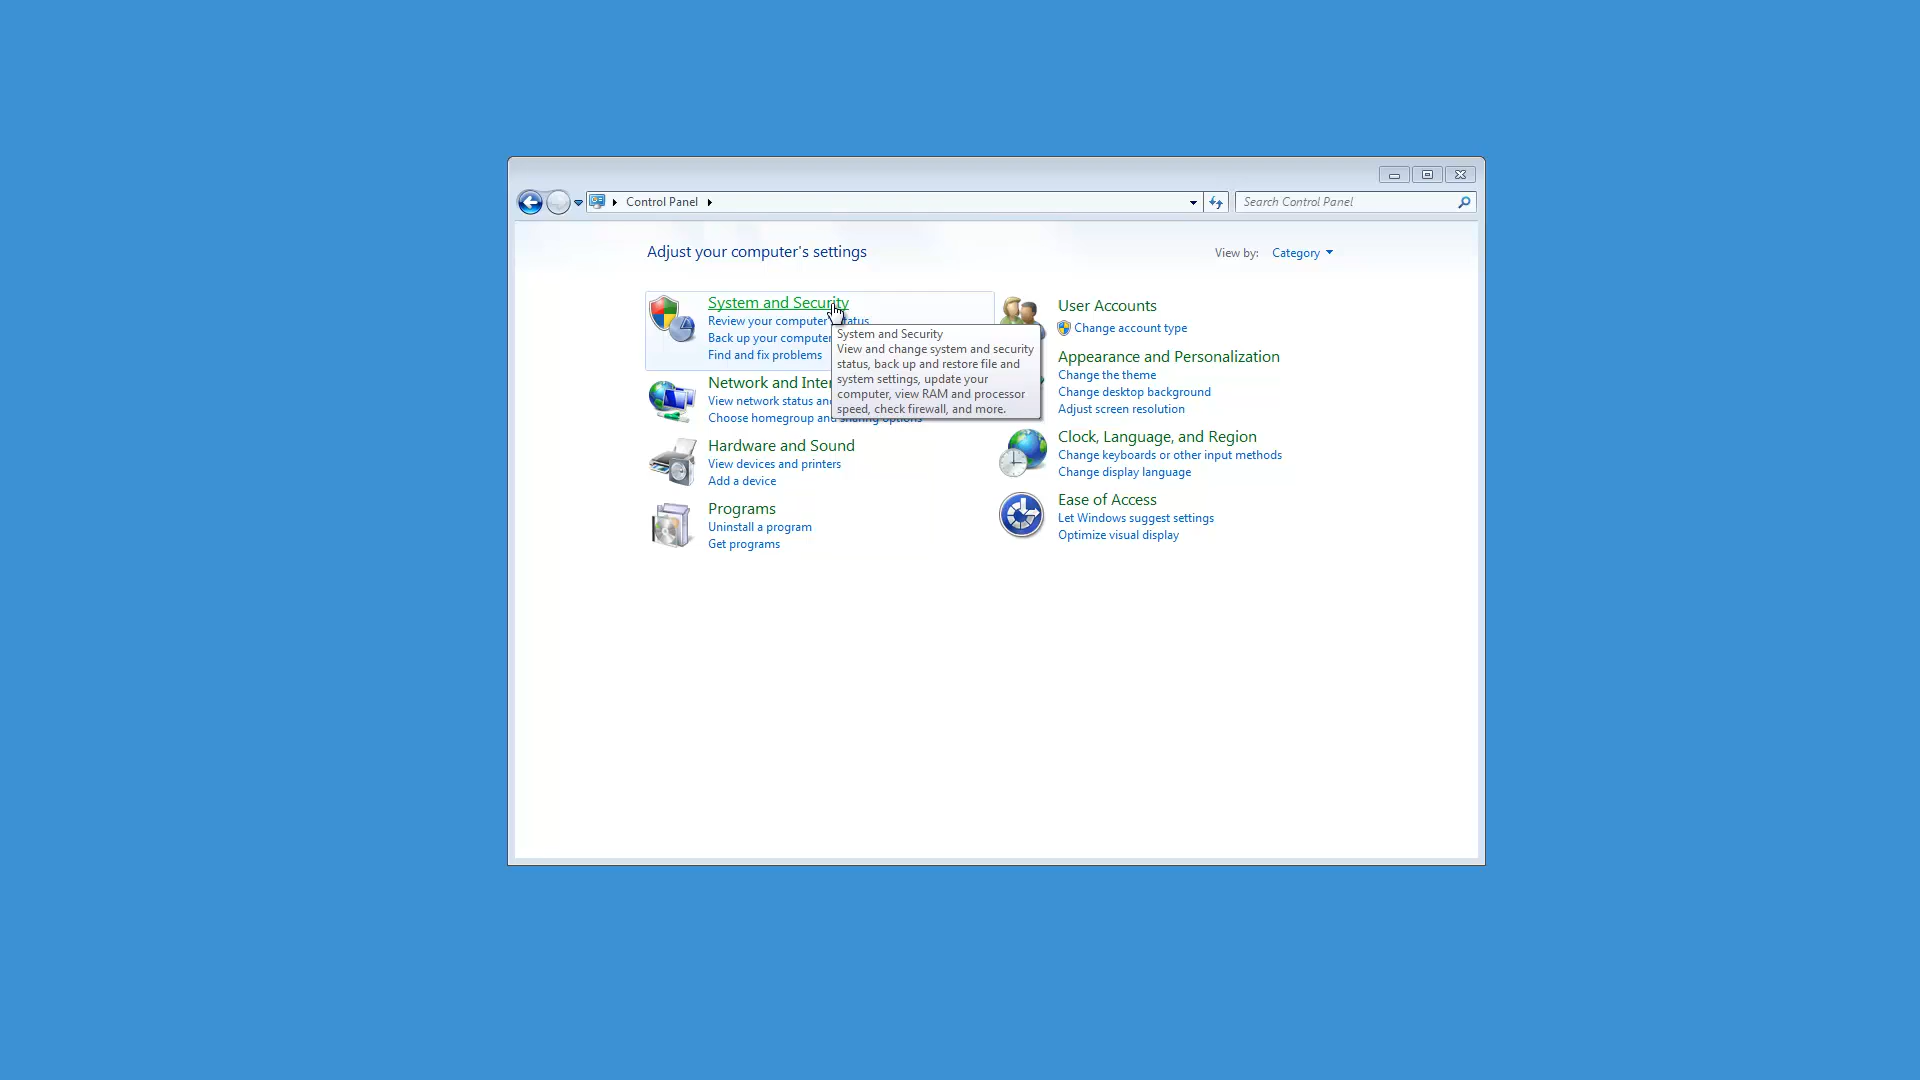 Control Panel
Search Control Panel
Adjust your computer's settings
View by: Category
System and Security
Review your computer
Back up your computer
Find and fix problems
System and Security
View and change system and security
status, back up and restore file and
system settings, update your
computer, view RAM and processor
speed, check firewall, and more.
Network and
View network status
Choose homegroup and sharing options
Hardware and Sound
View devices and printers
Add a device
Programs
Uninstall a program
Get programs
User Accounts
Change account type
Appearance and Personalization
Change the theme
Change desktop background
Adjust screen resolution
Clock, Language, and Region
Change keyboards or other input methods
Change display language
Ease of Access
Let Windows suggest settings
Optimize visual display